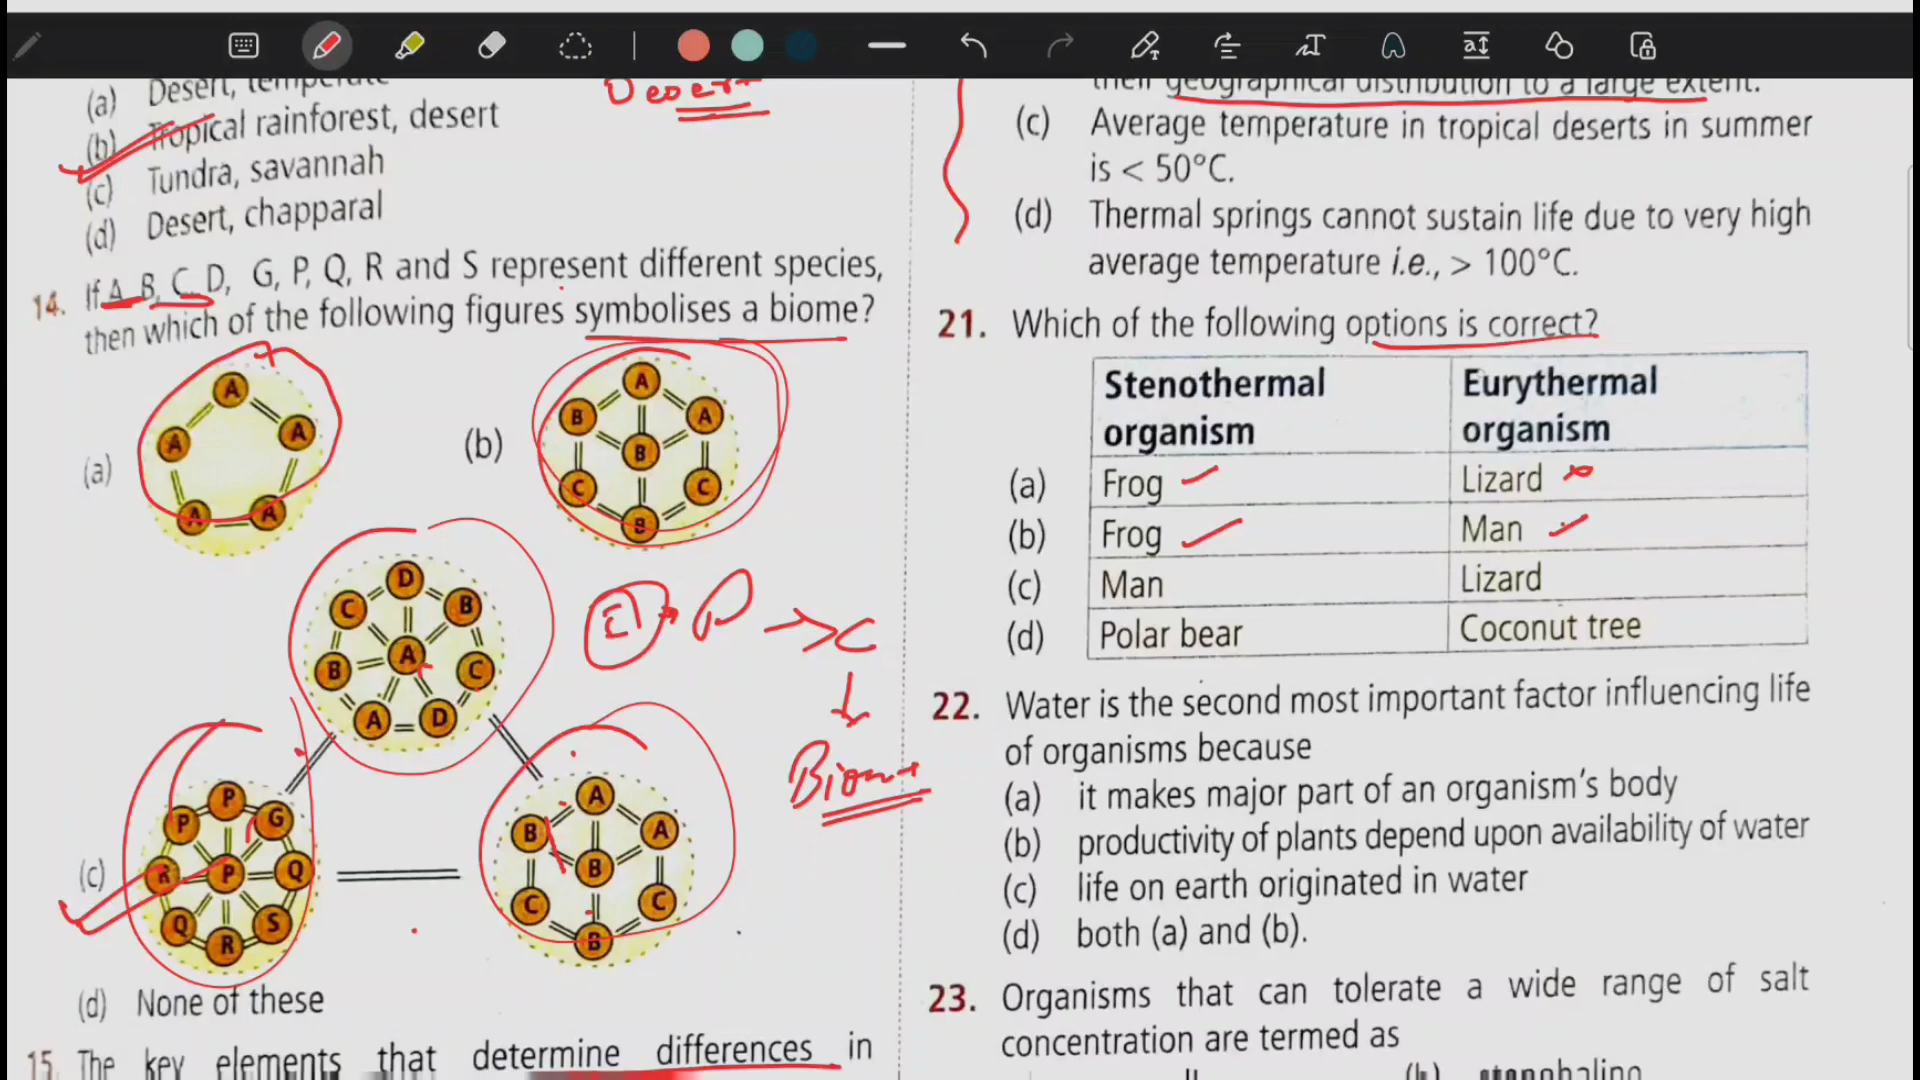 (a) Desert, temperate
(b) Tropical rainforest, desert
(c) Tundra, savannah
(d) Desert, chapparal
Desert
14. If A B, C D, G, P, Q, R and S represent different species,
then which of the following figures symbolises a biome?
(a)
A
A A
A A
(b)
A
B A
B
C C
B
D
C B
A
B C
A D
E P C
Biom
(c)
P
P G
R P Q
Q S
R
A
B A
B
C C
B
(d) None of these
15. The key elements that determine differences in
their geographical distribution to a large extent.
(c) Average temperature in tropical deserts in summer
is < 50°C.
(d) Thermal springs cannot sustain life due to very high
average temperature i.e., > 100°C.
21. Which of the following options is correct?
Stenothermal organism Eurythermal organism
(a) Frog Lizard
(b) Frog Man
(c) Man Lizard
(d) Polar bear Coconut tree
22. Water is the second most important factor influencing life
of organisms because
(a) it makes major part of an organism's body
(b) productivity of plants depend upon availability of water
(c) life on earth originated in water
(d) both (a) and (b).
23. Organisms that can tolerate a wide range of salt
concentration are termed as
(b) stenohaline